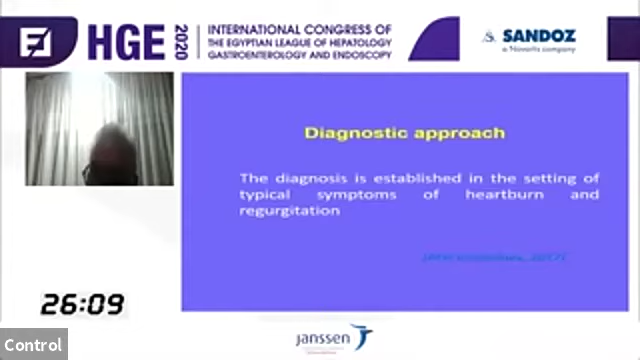 HGE 2020
INTERNATIONAL CONGRESS OF
THE EGYPTIAN LEAGUE OF HEPATOLOGY
GASTROENTEROLOGY AND ENDOSCOPY
SANDOZ
a Novartis company
Diagnostic approach
The diagnosis is established in the setting of
typical symptoms of heartburn and
regurgitation
26:09
Control
janssen